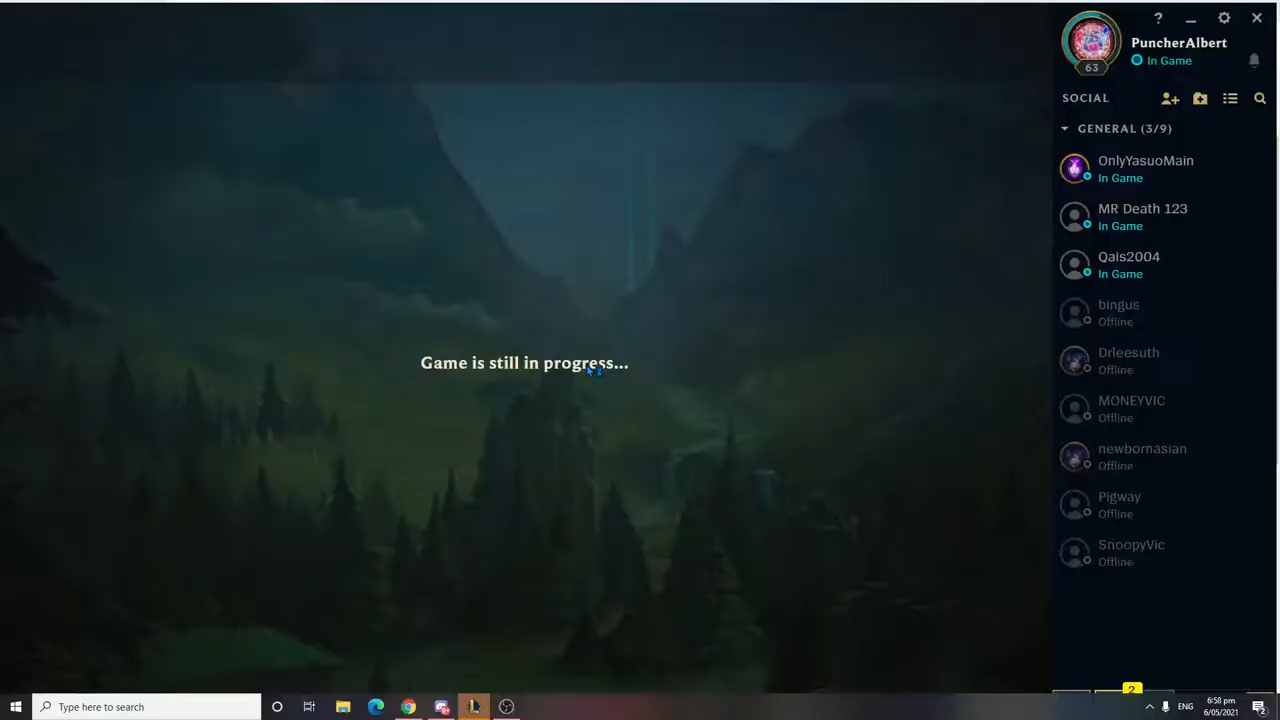 ?
PuncherAlbert
In Game
63
SOCIAL
GENERAL (3/9)
OnlyYasuoMain
In Game
MR Death 123
In Game
Qais2004
In Game
bingus
Offline
Drleesuth
Offline
MONEYVIC
Offline
newbornasian
Offline
Pigway
Offline
SnoopyVic
Offline
Game is still in progress...
2
Type here to search
ENG
6:58 pm
6/05/2021
2